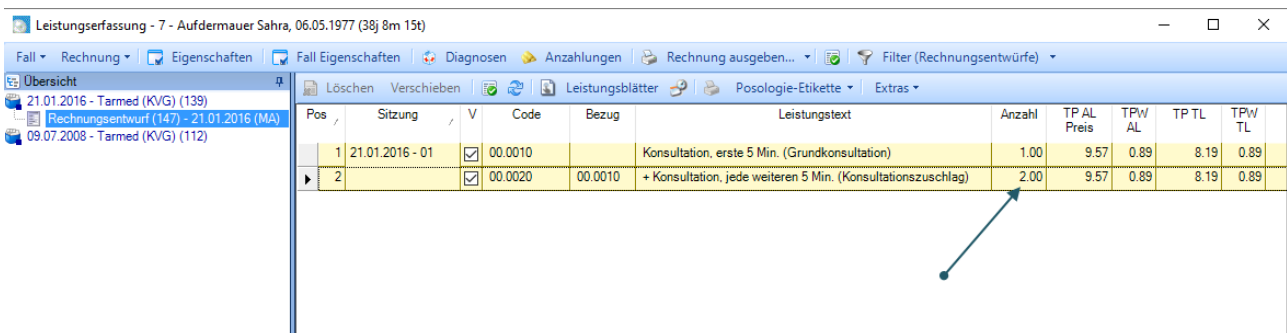 Leistungserfassung - 7 - Aufdermauer Sahra, 06.05.1977 (38j 8m 15t)
Fall Rechnung Eigenschaften Fall Eigenschaften Diagnosen Anzahlungen Rechnung ausgeben... Filter (Rechnungsentwürfe)
Übersicht
21.01.2016 - Tarmed (KVG) (139)
Rechnungsentwurf (147) - 21.01.2016 (MA)
09.07.2008 - Tarmed (KVG) (112)
Löschen Verschieben Leistungsblätter Posologie-Etikette Extras
Pos Sitzung V Code Bezug Leistungstext Anzahl TP AL Preis TPW AL TP TL TPW TL
1 21.01.2016 - 01 00.0010 Konsultation, erste 5 Min. (Grundkonsultation) 1.00 9.57 0.89 8.19 0.89
2 00.0020 00.0010 + Konsultation, jede weiteren 5 Min. (Konsultationszuschlag) 2.00 9.57 0.89 8.19 0.89